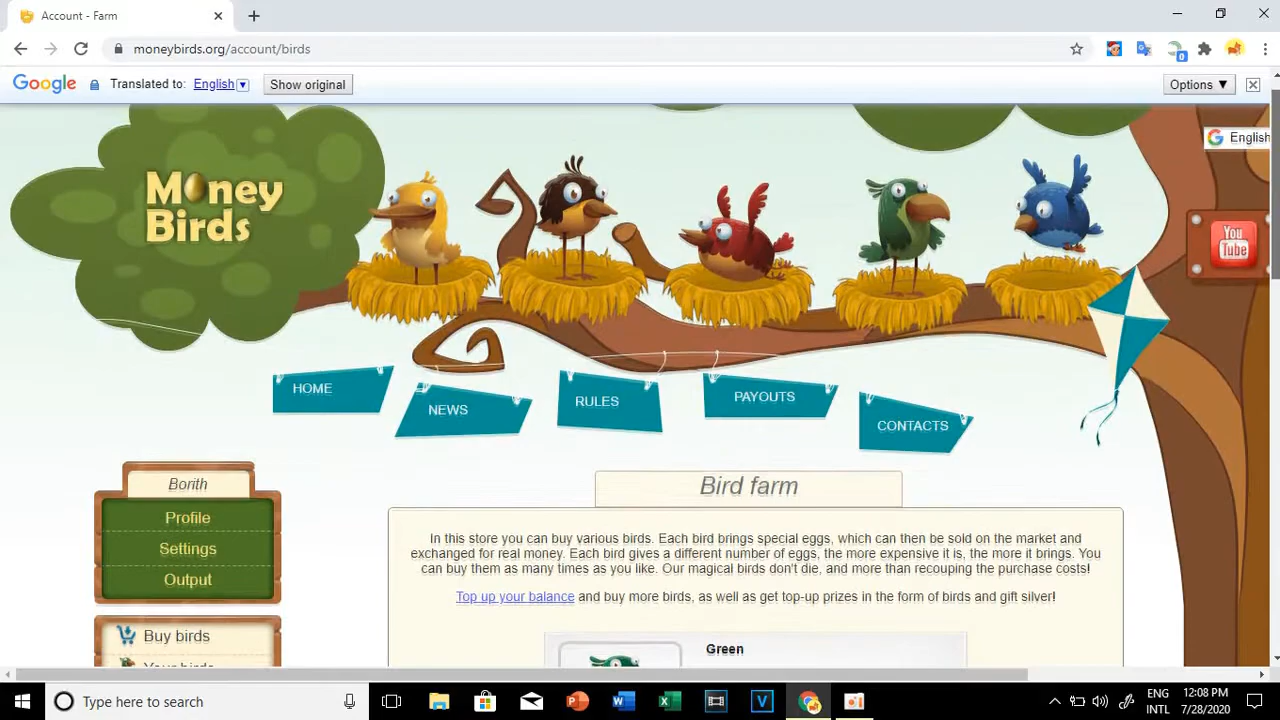 Account - Farm
moneybirds.org/account/birds
0
Google Translated to: English Show original Options ▼
English
Money
Birds
You
Tube
HOME
NEWS
RULES
PAYOUTS
CONTACTS
Borith
Profile
Settings
Output
Buy birds
Your birds
Bird farm
In this store you can buy various birds. Each bird brings special eggs, which can then be sold on the market and
exchanged for real money. Each bird gives a different number of eggs, the more expensive it is, the more it brings. You
can buy them as many times as you like. Our magical birds don't die, and more than recouping the purchase costs!
Top up your balance and buy more birds, as well as get top-up prizes in the form of birds and gift silver!
Green
Type here to search
ENG
INTL
12:08 PM
7/28/2020